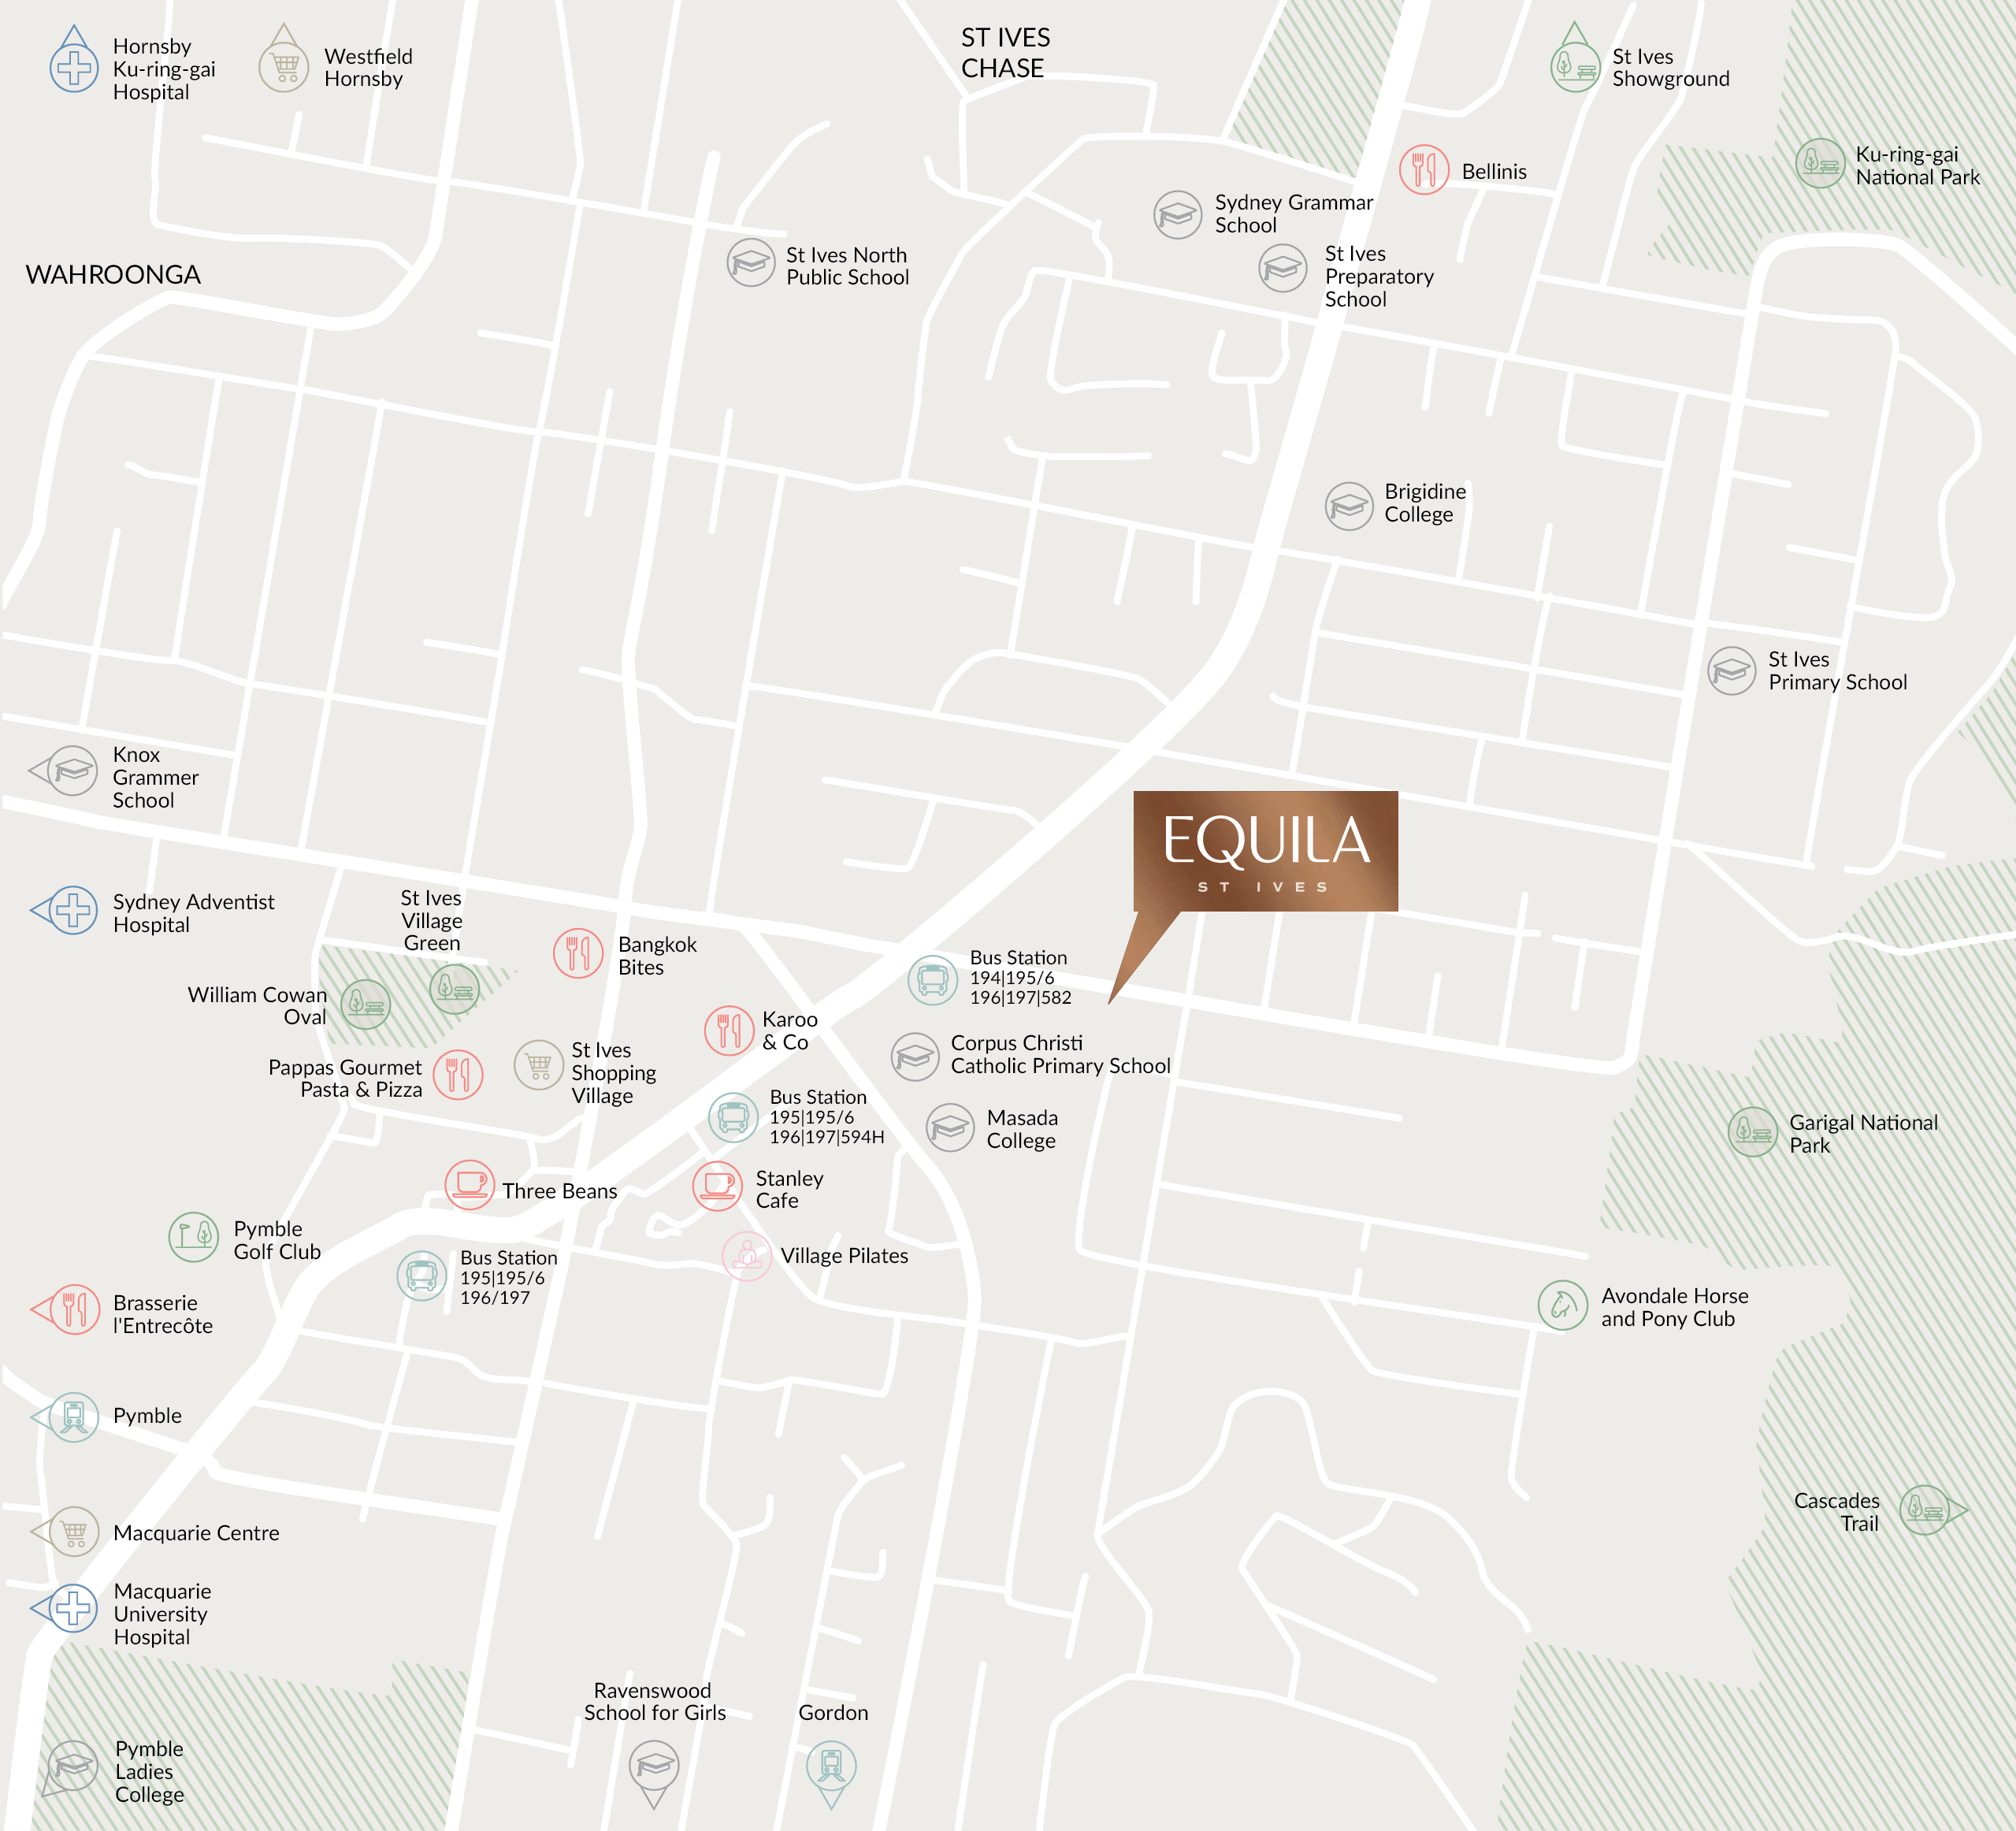 Hornsby
Ku-ring-gai
Hospital
Westfield
Hornsby
ST IVES
CHASE
St Ives
Showground
Ku-ring-gai
National Park
Bellinis
Sydney Grammar
School
St Ives
Preparatory
School
St Ives North
Public School
WAHROONGA
Brigidine
College
St Ives
Primary School
Knox
Grammer
School
EQUILA
ST IVES
Sydney Adventist
Hospital
St Ives
Village
Green
Bangkok
Bites
Bus Station
194|195/6
196|197|582
William Cowan
Oval
Karoo
& Co
Corpus Christi
Catholic Primary School
Pappas Gourmet
Pasta & Pizza
St Ives
Shopping
Village
Bus Station
195|195/6
196|197|594H
Masada
College
Garigal National
Park
Three Beans
Stanley
Cafe
Pymble
Golf Club
Village Pilates
Bus Station
195|195/6
196/197
Brasserie
l'Entrecôte
Avondale Horse
and Pony Club
Pymble
Cascades
Trail
Macquarie Centre
Macquarie
University
Hospital
Ravenswood
School for Girls
Gordon
Pymble
Ladies
College